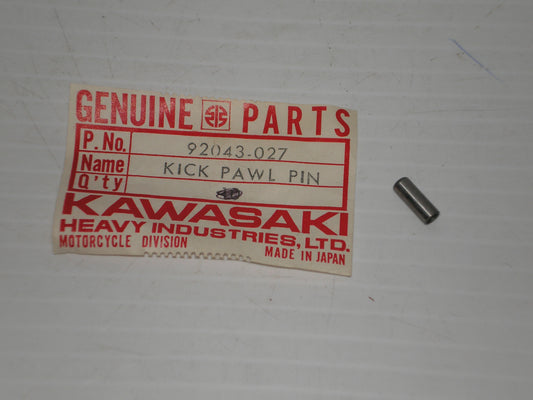 GENUINE PARTS
P.No. 92043-027
Name KICK PAWL PIN
Q'ty
KAWASAKI
HEAVY INDUSTRIES, LTD.
MOTORCYCLE DIVISION MADE IN JAPAN